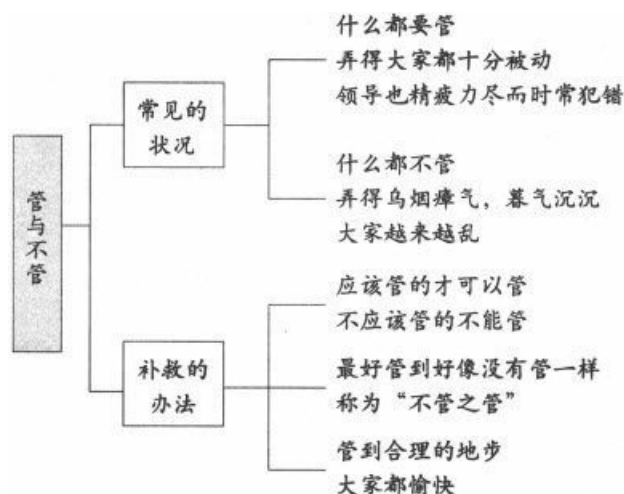 管与不管
常见的
状况
什么都要管
弄得大家都十分被动
领导也精疲力尽而时常犯错
什么都不管
弄得乌烟瘴气，暮气沉沉
大家越来越乱
补救的
办法
应该管的才可以管
不应该管的不能管
最好管到好像没有管一样
称为“不管之管”
管到合理的地步
大家都愉快